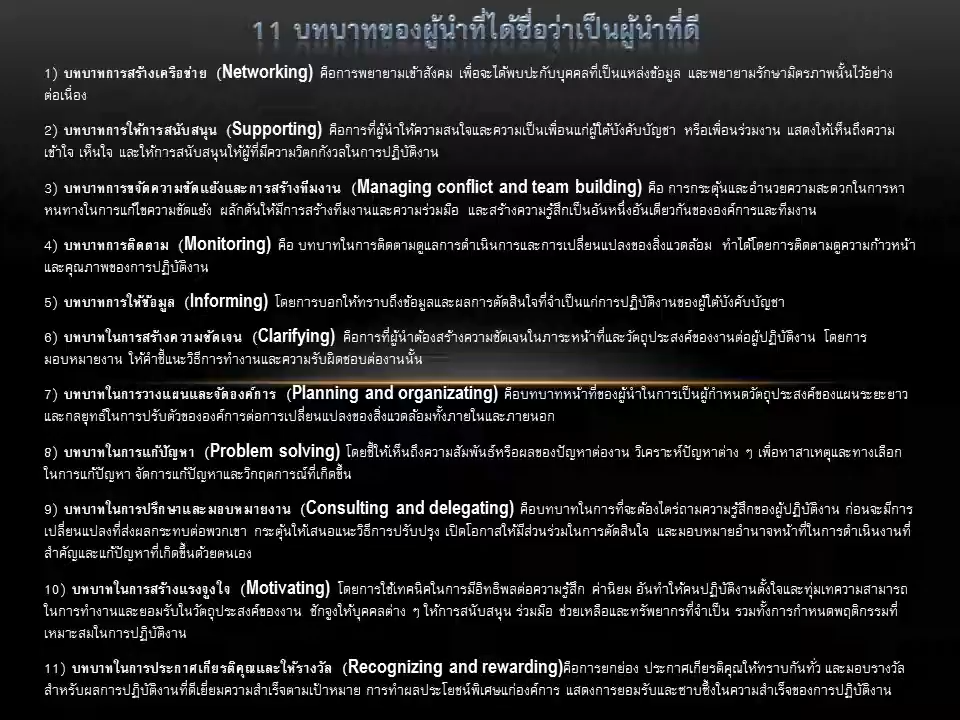 11 บทบาทของผู้นำที่ได้ชื่อว่าเป็นผู้นำที่ดี
1) บทบาทการสร้างเครือข่าย (Networking) คือการพยายามเข้าสังคม เพื่อจะได้พบปะกับบุคคลที่เป็นแหล่งข้อมูล และพยายามรักษามิตรภาพนั้นไว้อย่าง
ต่อเนื่อง
2) บทบาทการให้การสนับสนุน (Supporting) คือการที่ผู้นำให้ความสนใจและความเป็นเพื่อนแก่ผู้ใต้บังคับบัญชา หรือเพื่อนร่วมงาน แสดงให้เห็นถึงความ
เข้าใจ เห็นใจ และให้การสนับสนุนให้ผู้ที่มีความวิตกกังวลในการปฏิบัติงาน
3) บทบาทการขจัดความขัดแย้งและการสร้างทีมงาน (Managing conflict and team building) คือ การกระตุ้นและอำนวยความสะดวกในการหา
หนทางในการแก้ไขความขัดแย้ง ผลักดันให้มีการสร้างทีมงานและความร่วมมือ และสร้างความรู้สึกเป็นอันหนึ่งอันเดียวกันขององค์การและทีมงาน
4) บทบาทการติดตาม (Monitoring) คือ บทบาทในการติดตามดูแลการดำเนินการและการเปลี่ยนแปลงของสิ่งแวดล้อม ทำได้โดยการติดตามดูความก้าวหน้า
และคุณภาพของการปฏิบัติงาน
5) บทบาทการให้ข้อมูล (Informing) โดยการบอกให้ทราบถึงข้อมูลและผลการตัดสินใจที่จำเป็นแก่การปฏิบัติงานของผู้ใต้บังคับบัญชา
6) บทบาทในการสร้างความชัดเจน (Clarifying) คือการที่ผู้นำต้องสร้างความชัดเจนในภาระหน้าที่และวัตถุประสงค์ของงานต่อผู้ปฏิบัติงาน โดยการ
มอบหมายงาน ให้คำชี้แนะวิธีการทำงานและความรับผิดชอบต่องานนั้น
7) บทบาทในการวางแผนและจัดองค์การ (Planning and organizating) คือบทบาทหน้าที่ของผู้นำในการเป็นผู้กำหนดวัตถุประสงค์ของแผนระยะยาว
และกลยุทธ์ในการปรับตัวขององค์การต่อการเปลี่ยนแปลงของสิ่งแวดล้อมทั้งภายในและภายนอก
8) บทบาทในการแก้ปัญหา (Problem solving) โดยชี้ให้เห็นถึงความสัมพันธ์หรือผลของปัญหาต่องาน วิเคราะห์ปัญหาต่าง ๆ เพื่อหาสาเหตุและทางเลือก
ในการแก้ปัญหา จัดการแก้ปัญหาและวิกฤตการณ์ที่เกิดขึ้น
9) บทบาทในการปรึกษาและมอบหมายงาน (Consulting and delegating) คือบทบาทในการที่จะต้องไตร่ถามความรู้สึกของผู้ปฏิบัติงาน ก่อนจะมีการ
เปลี่ยนแปลงที่ส่งผลกระทบต่อพวกเขา กระตุ้นให้เสนอแนะวิธีการปรับปรุง เปิดโอกาสให้มีส่วนร่วมในการตัดสินใจ และมอบหมายอำนาจหน้าที่ในการดำเนินงานที่
สำคัญและแก้ปัญหาที่เกิดขึ้นด้วยตนเอง
10) บทบาทในการสร้างแรงจูงใจ (Motivating) โดยการใช้เทคนิคในการมีอิทธิพลต่อความรู้สึก ค่านิยม อันทำให้คนปฏิบัติงานตั้งใจและทุ่มเทความสามารถ
ในการทำงานและยอมรับในวัตถุประสงค์ของงาน ชักจูงให้บุคคลต่าง ๆ ให้การสนับสนุน ร่วมมือ ช่วยเหลือและทรัพยากรที่จำเป็น รวมทั้งการกำหนดพฤติกรรมที่
เหมาะสมในการปฏิบัติงาน
11) บทบาทในการประกาศเกียรติคุณและให้รางวัล (Recognizing and rewarding)คือการยกย่อง ประกาศเกียรติคุณให้ทราบกันทั่ว และมอบรางวัล
สำหรับผลการปฏิบัติงานที่ดีเยี่ยมความสำเร็จตามเป้าหมาย การทำผลประโยชน์พิเศษแก่องค์การ แสดงการยอมรับและซาบซึ้งในความสำเร็จของการปฏิบัติงาน